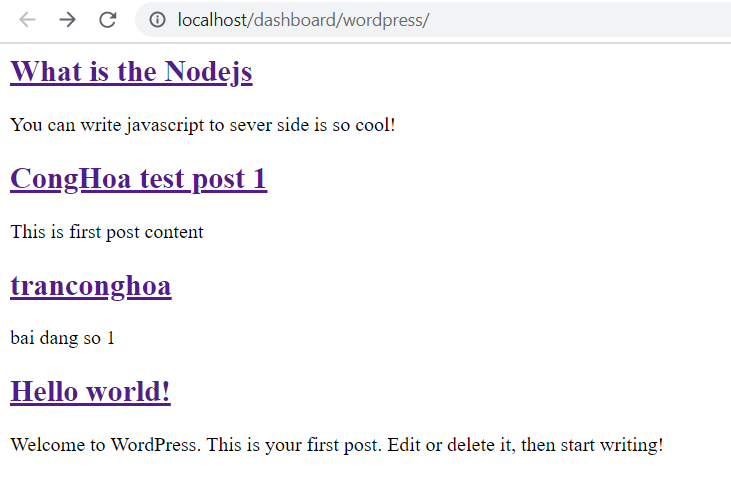 localhost/dashboard/wordpress/
What is the Nodejs
You can write javascript to sever side is so cool!
CongHoa test post 1
This is first post content
tranconghoa
bai dang so 1
Hello world!
Welcome to WordPress. This is your first post. Edit or delete it, then start writing!